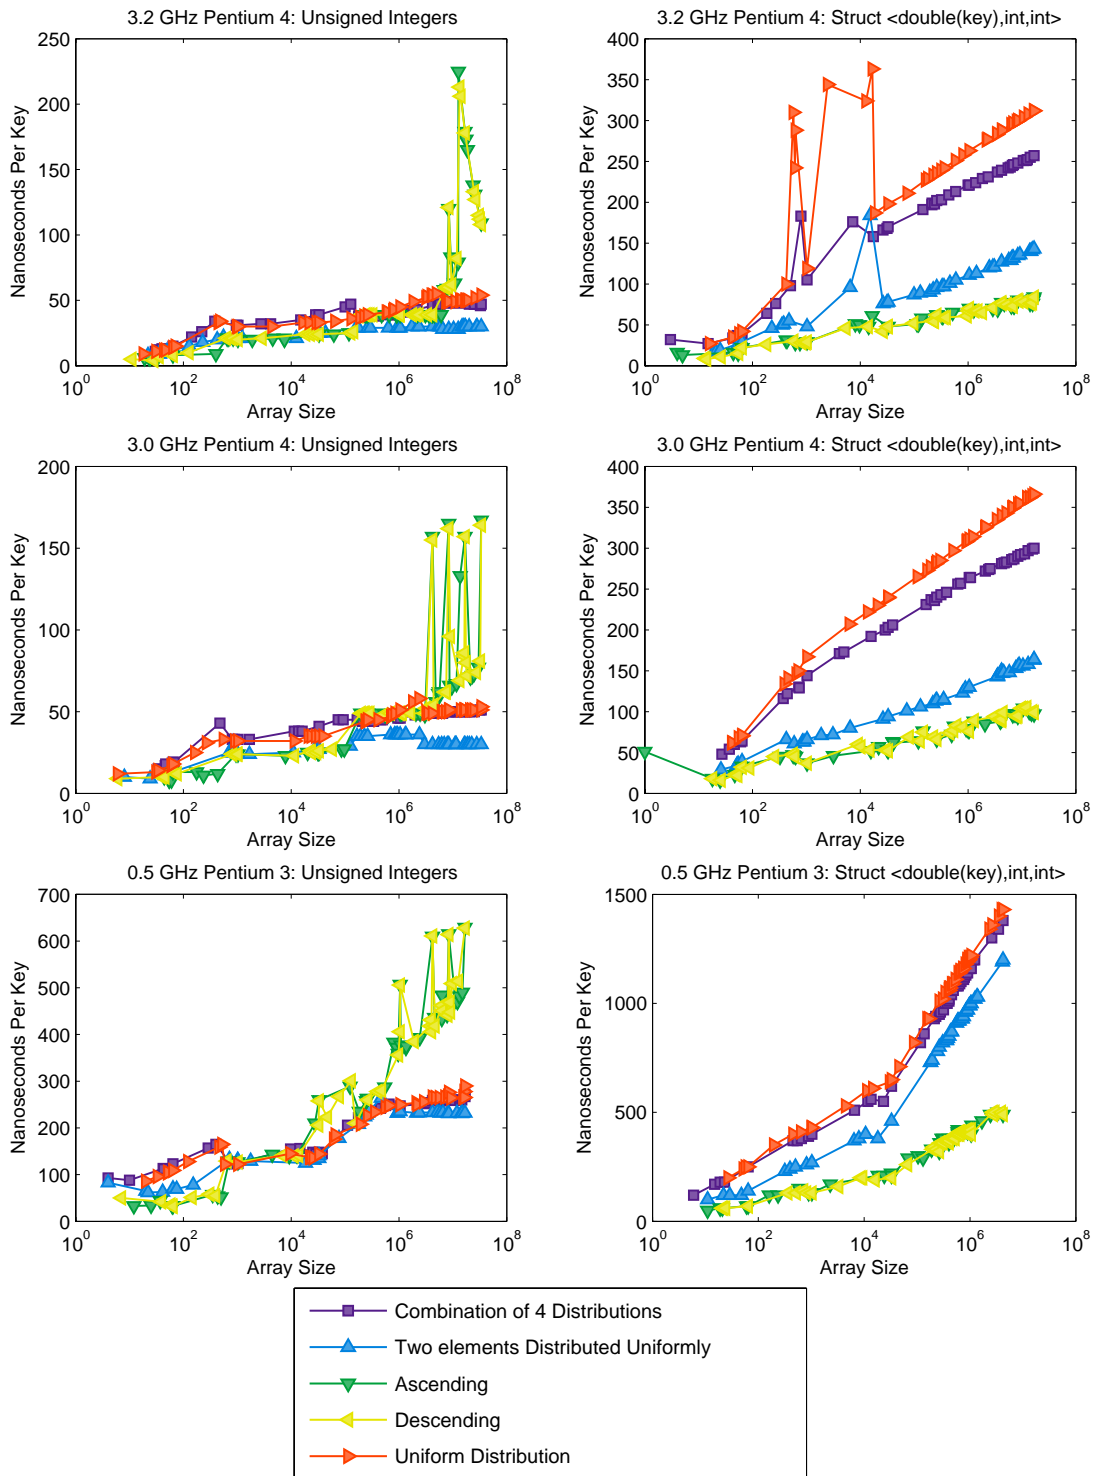 3.2 GHz Pentium 4: Unsigned Integers
250
200
150
100
50
0
Nanoseconds Per Key
10^0 10^2 10^4 10^6 10^8
Array Size
3.2 GHz Pentium 4: Struct <double(key),int,int>
400
350
300
250
200
150
100
50
0
Nanoseconds Per Key
10^0 10^2 10^4 10^6 10^8
Array Size
3.0 GHz Pentium 4: Unsigned Integers
200
150
100
50
0
Nanoseconds Per Key
10^0 10^2 10^4 10^6 10^8
Array Size
3.0 GHz Pentium 4: Struct <double(key),int,int>
400
350
300
250
200
150
100
50
0
Nanoseconds Per Key
10^0 10^2 10^4 10^6 10^8
Array Size
0.5 GHz Pentium 3: Unsigned Integers
700
600
500
400
300
200
100
0
Nanoseconds Per Key
10^0 10^2 10^4 10^6 10^8
Array Size
0.5 GHz Pentium 3: Struct <double(key),int,int>
1500
1000
500
0
Nanoseconds Per Key
10^0 10^2 10^4 10^6 10^8
Array Size
Combination of 4 Distributions
Two elements Distributed Uniformly
Ascending
Descending
Uniform Distribution